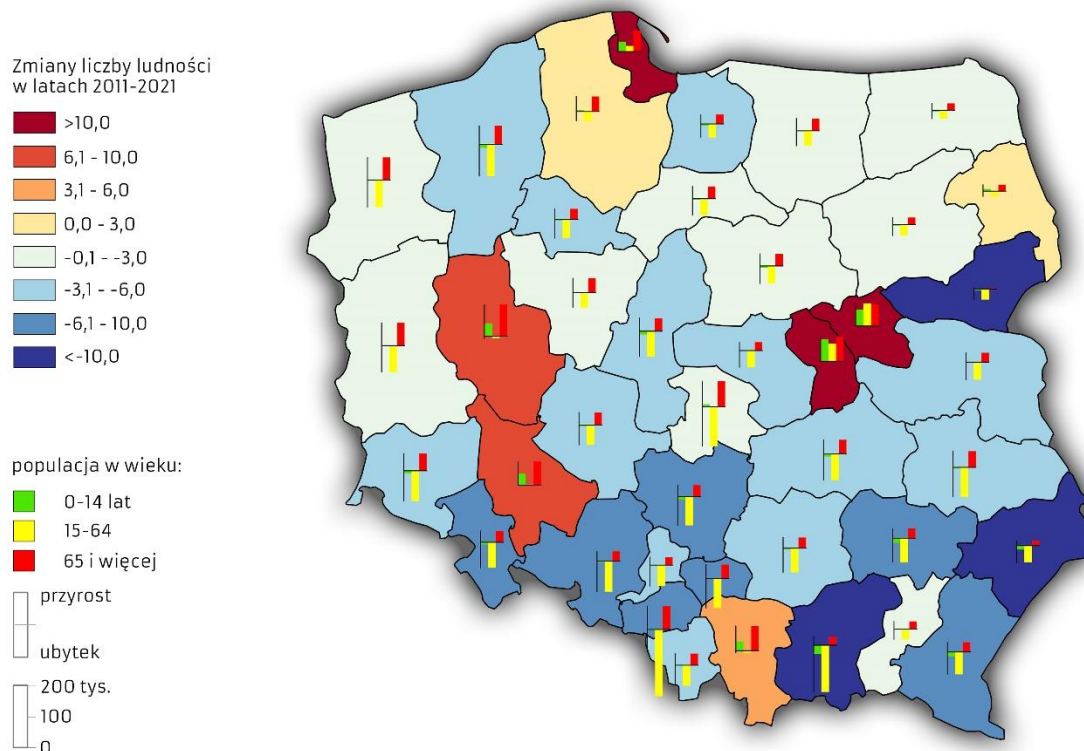 Zmiany liczby ludności
w latach 2011-2021
>10,0
6,1 - 10,0
3,1 - 6,0
0,0 - 3,0
-0,1 - -3,0
-3,1 - -6,0
-6,1 - -10,0
<-10,0
populacja w wieku:
0-14 lat
15-64
65 i więcej
przyrost
ubytek
200 tys.
100
0